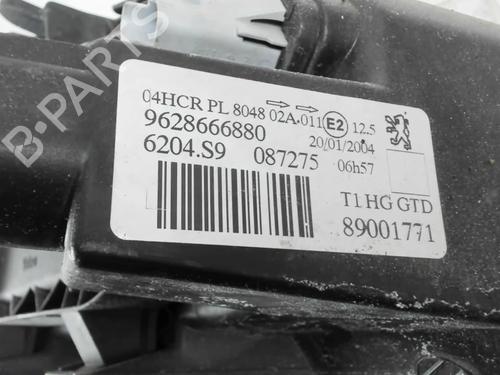 B-PARTS
04HCR PL 8048 02A.011 E2 12.5
9628666880 20/01/2004
6204.S9 087275 06h57
T1 HG GTD
89001771